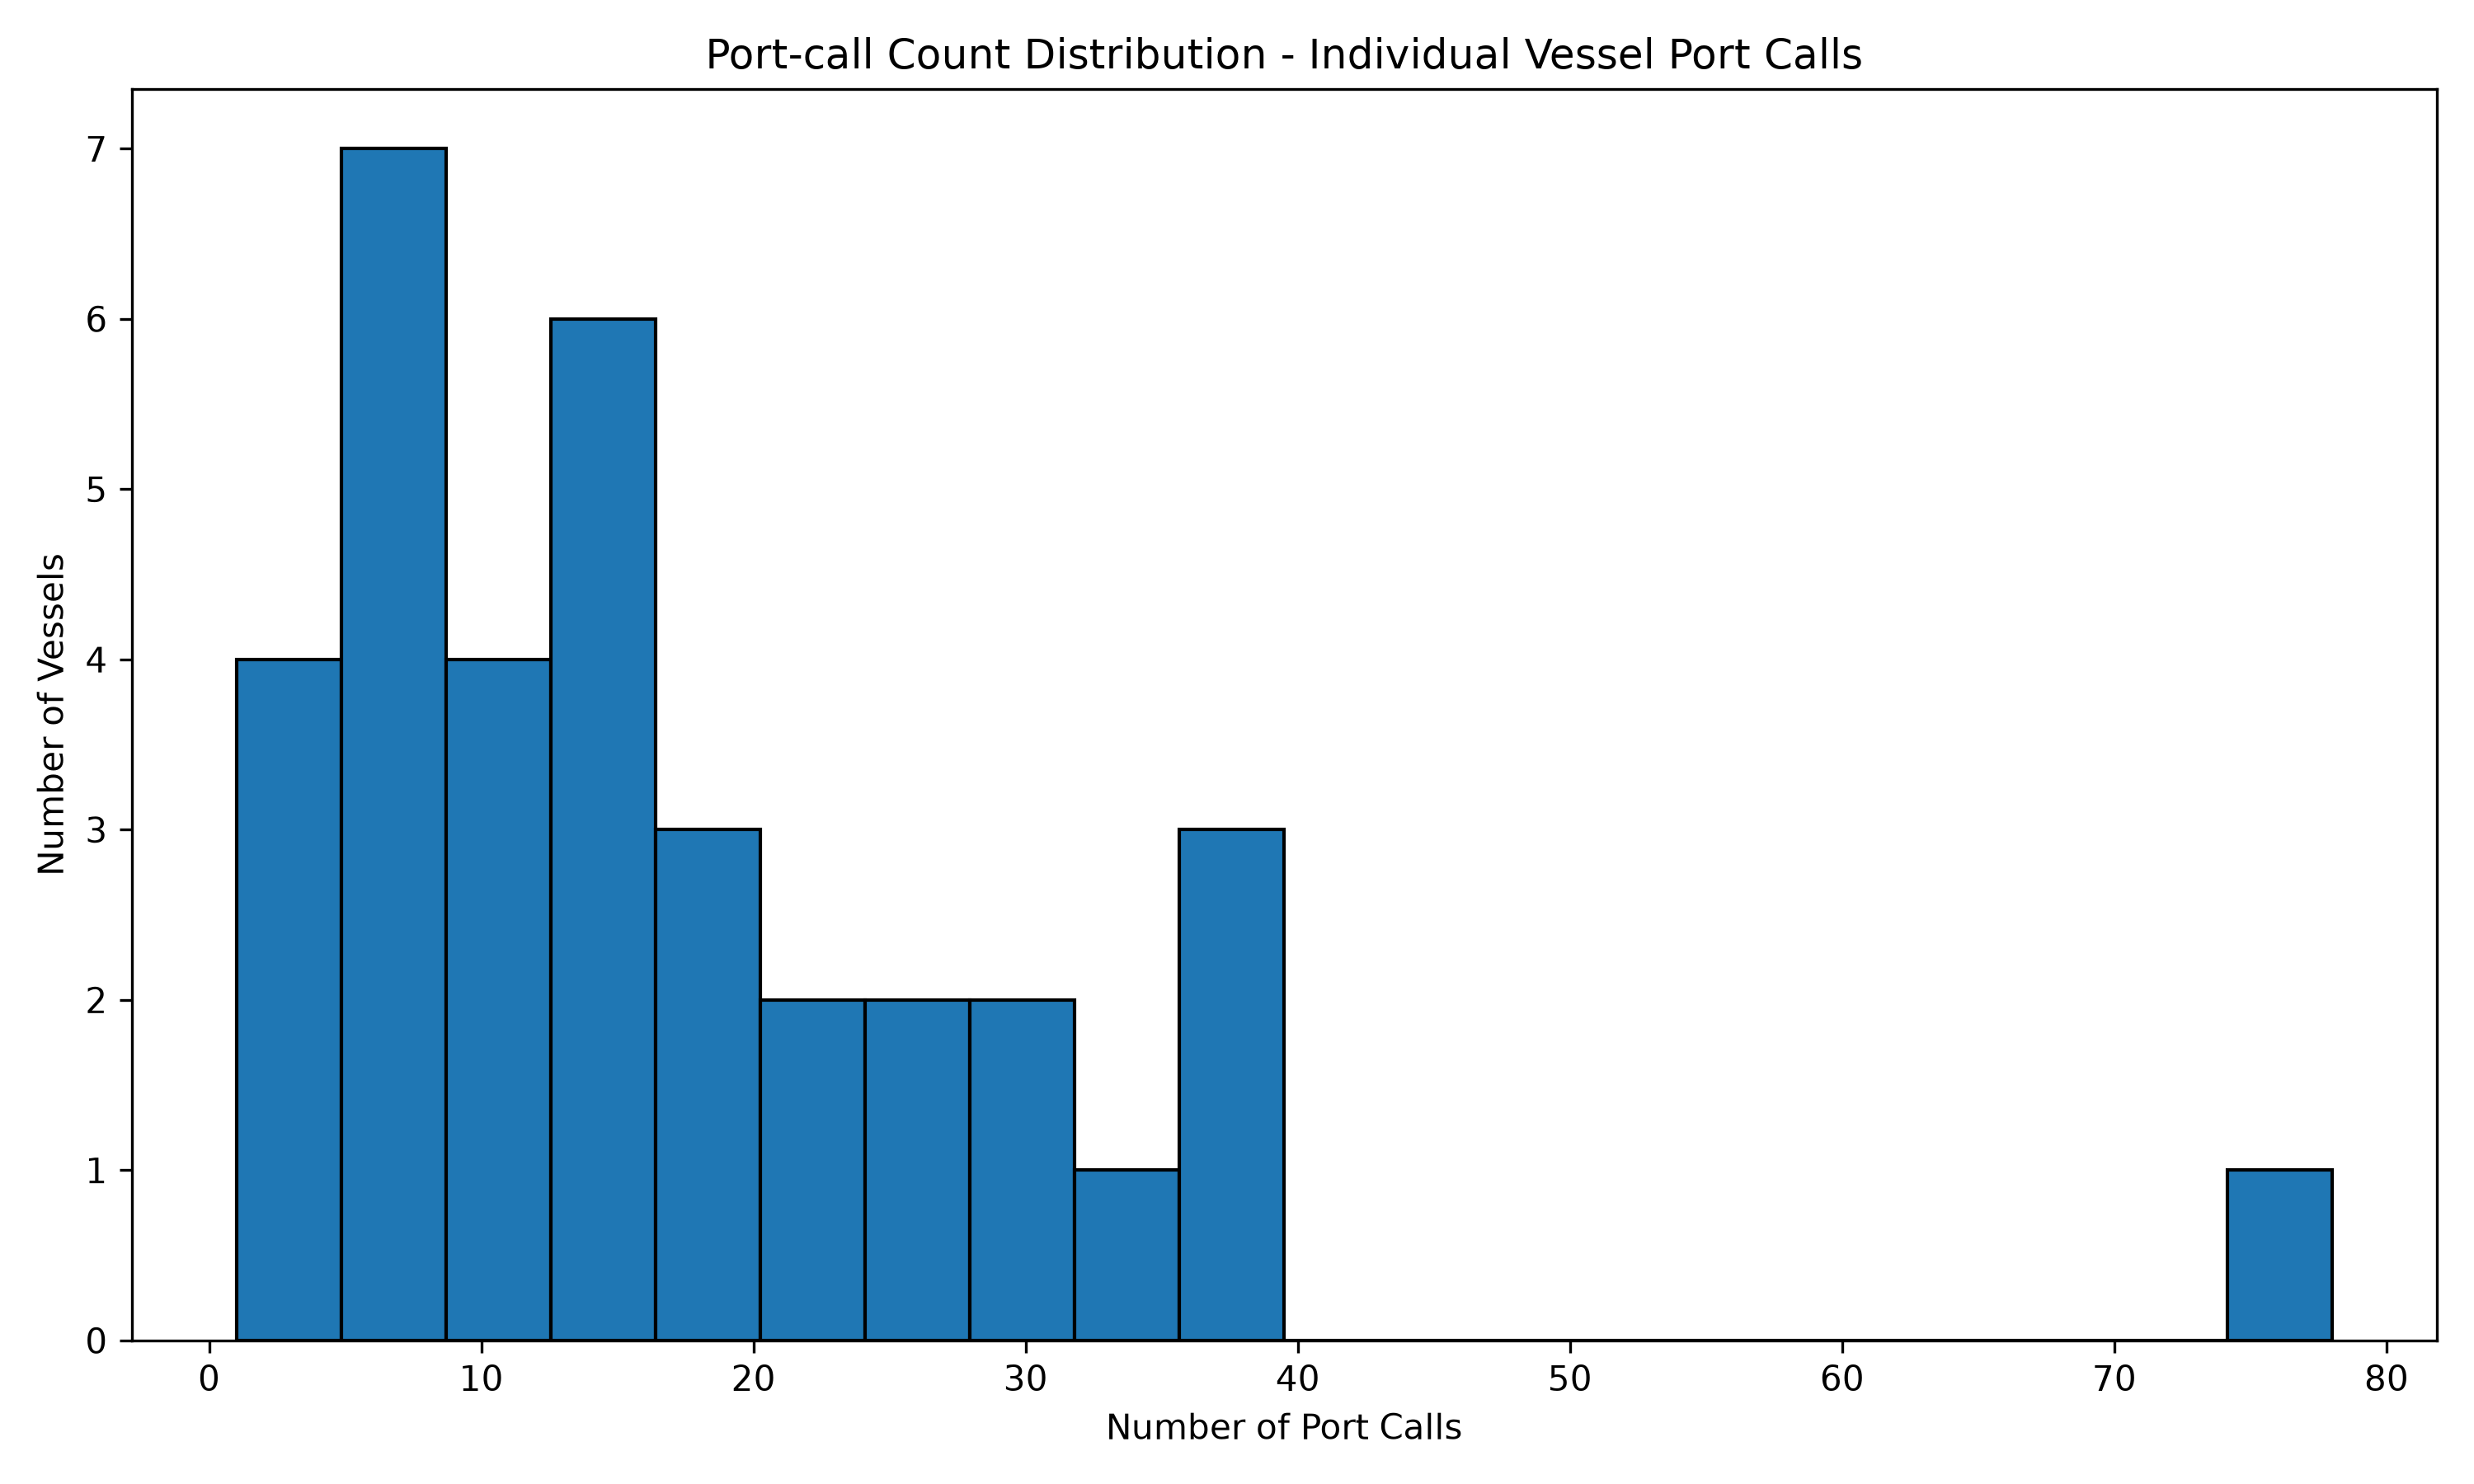 Port-call Count Distribution - Individual Vessel Port Calls
Number of Vessels
7
6
5
4
3
2
1
0
0 10 20 30 40 50 60 70 80
Number of Port Calls